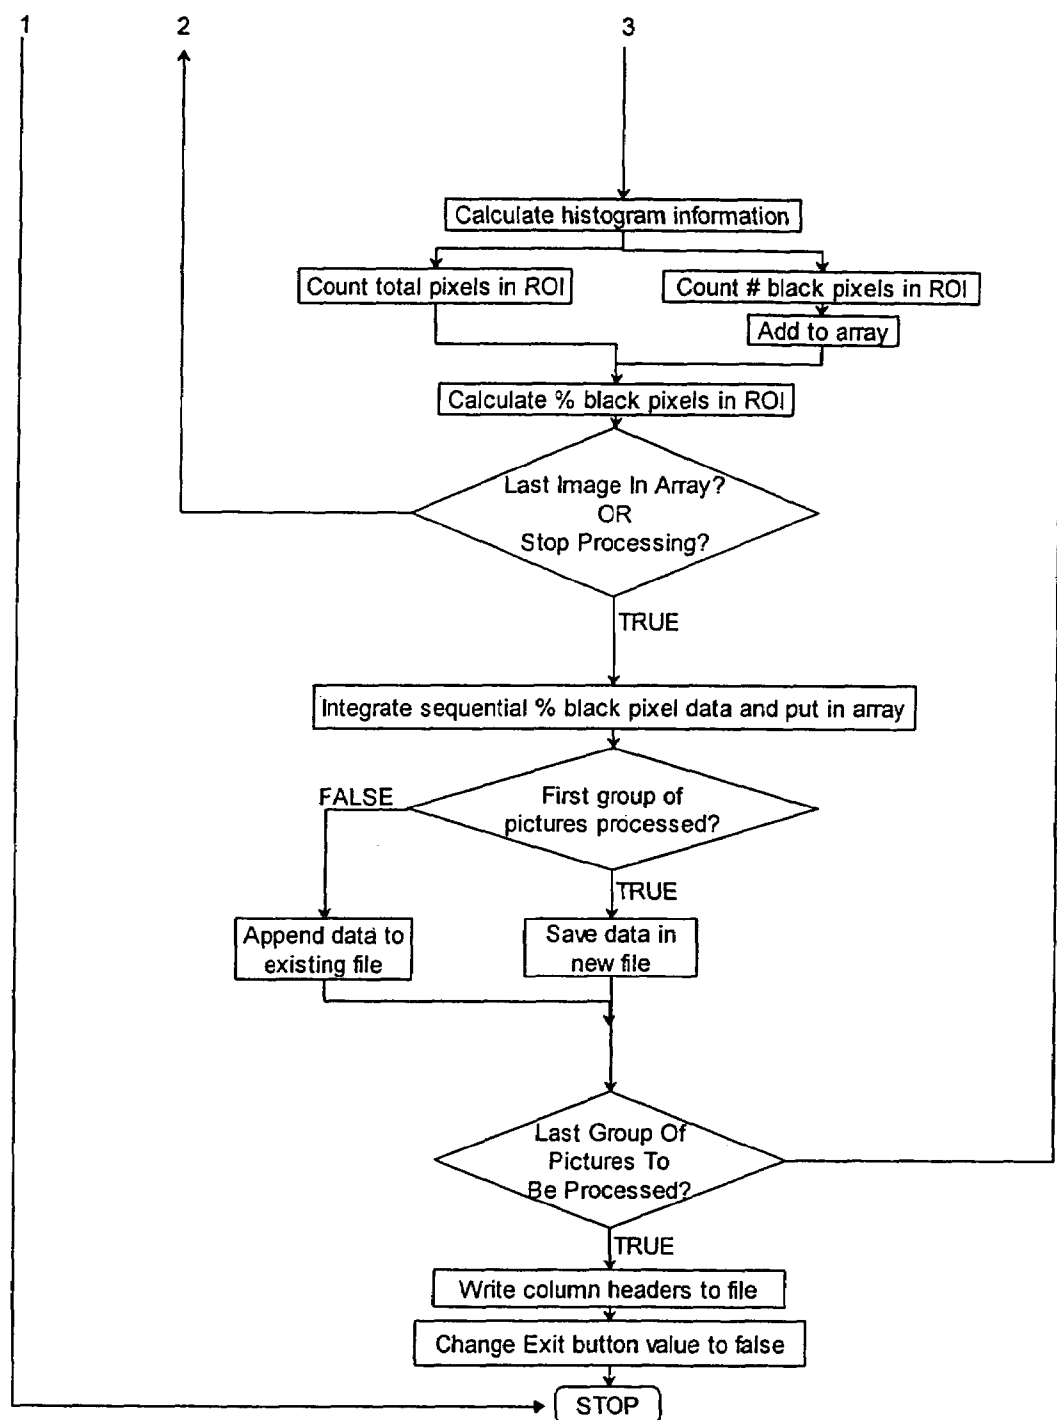 1
2
3
Calculate histogram information
Count total pixels in ROI
Count # black pixels in ROI
Add to array
Calculate % black pixels in ROI
Last Image In Array?
OR
Stop Processing?
TRUE
Integrate sequential % black pixel data and put in array
FALSE
First group of
pictures processed?
TRUE
Append data to
existing file
Save data in
new file
Last Group Of
Pictures To
Be Processed?
TRUE
Write column headers to file
Change Exit button value to false
STOP